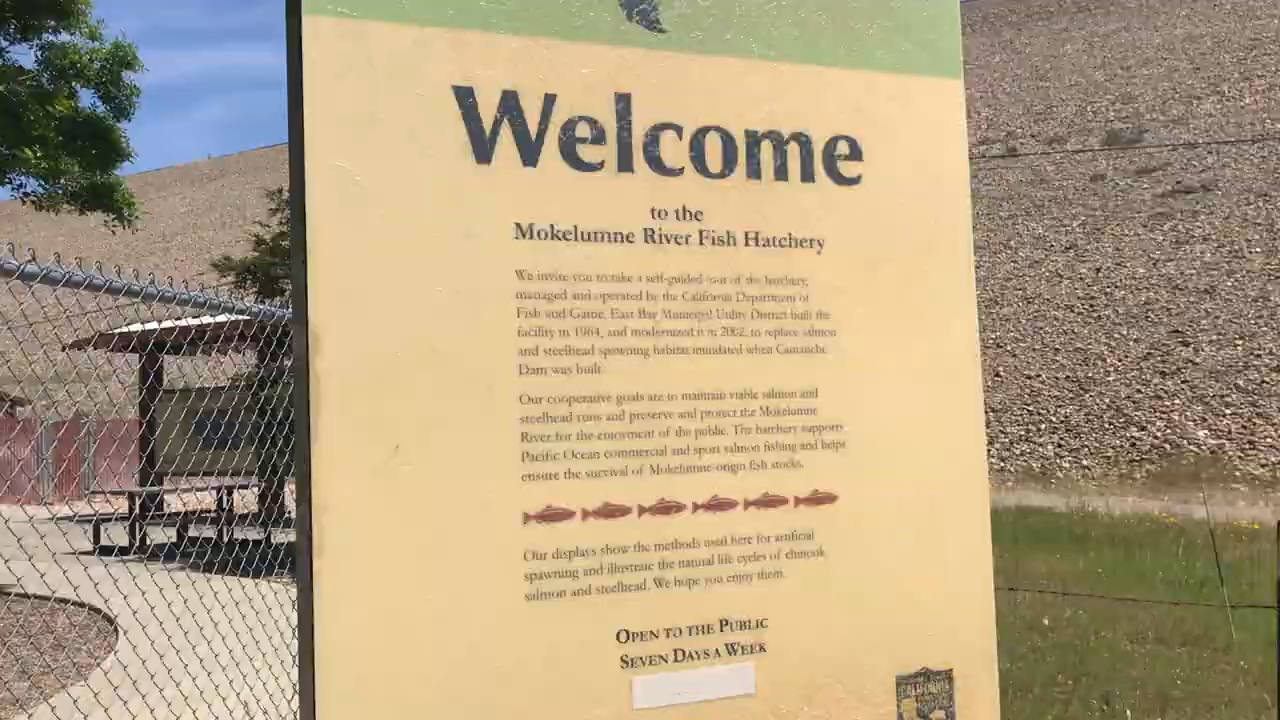 Welcome
to the
Mokelumne River Fish Hatchery
We invite you to take a self-guided tour of the hatchery,
managed and operated by the California Department of
Fish and Game. East Bay Municipal Utility District built the
facility in 1964, and modernized it in 2002, to replace salmon
and steelhead spawning habitat inundated when Camanche
Dam was built.
Our cooperative goals are to maintain viable salmon and
steelhead runs and preserve and protect the Mokelumne
River for the enjoyment of the public. The hatchery supports
Pacific Ocean commercial and sport salmon fishing and helps
ensure the survival of Mokelumne-origin fish stocks.
Our displays show the methods used here for artificial
spawning and illustrate the natural life cycles of chinook
salmon and steelhead. We hope you enjoy them.
OPEN TO THE PUBLIC
SEVEN DAYS A WEEK
CALIFORNIA